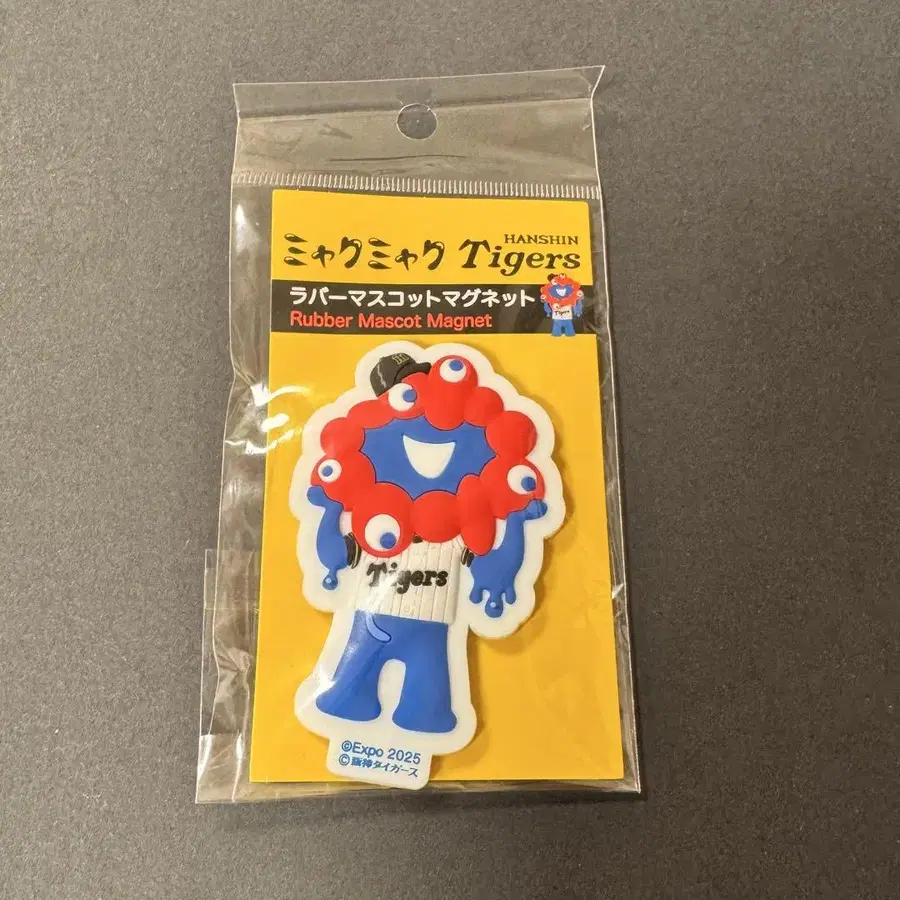 ミャクミャク HANSHIN Tigers
ラバーマスコットマグネット
Rubber Mascot Magnet
Tigers
Tigers
©Expo 2025
©阪神タイガース